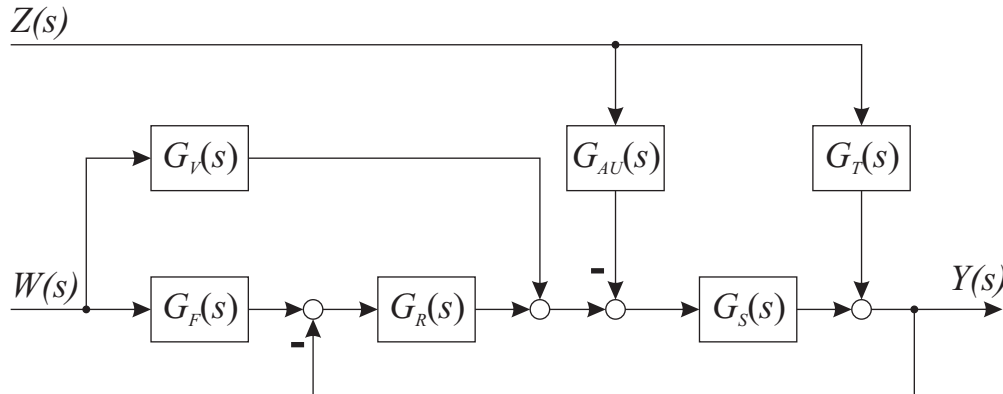 Z(s)
G_V(s)
G_AU(s)
G_T(s)
W(s)
G_F(s)
-
G_R(s)
-
G_S(s)
Y(s)